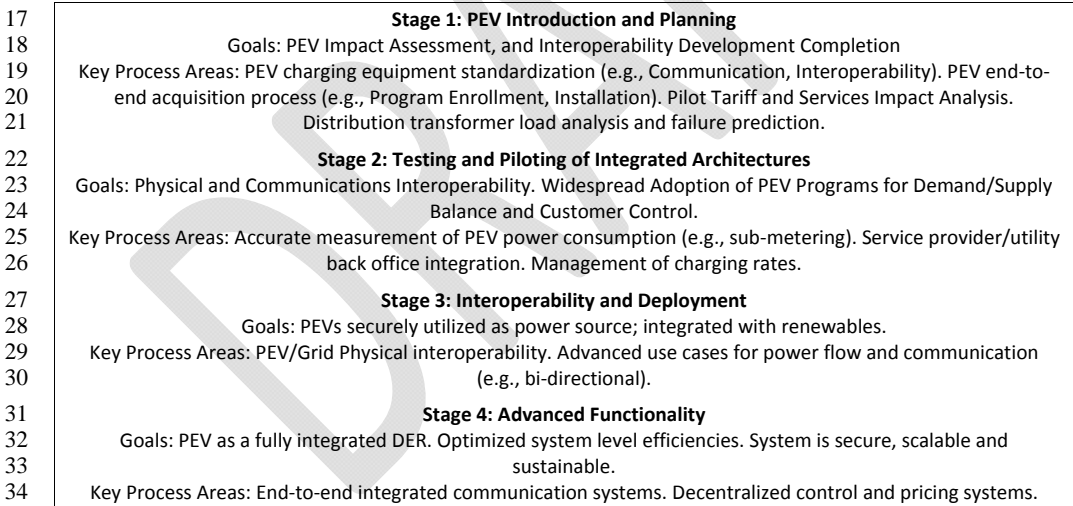 17 Stage 1: PEV Introduction and Planning
18 Goals: PEV Impact Assessment, and Interoperability Development Completion
19 Key Process Areas: PEV charging equipment standardization (e.g., Communication, Interoperability). PEV end-to-
20 end acquisition process (e.g., Program Enrollment, Installation). Pilot Tariff and Services Impact Analysis.
21 Distribution transformer load analysis and failure prediction.
22 Stage 2: Testing and Piloting of Integrated Architectures
23 Goals: Physical and Communications Interoperability. Widespread Adoption of PEV Programs for Demand/Supply
24 Balance and Customer Control.
25 Key Process Areas: Accurate measurement of PEV power consumption (e.g., sub-metering). Service provider/utility
26 back office integration. Management of charging rates.
27 Stage 3: Interoperability and Deployment
28 Goals: PEVs securely utilized as power source; integrated with renewables.
29 Key Process Areas: PEV/Grid Physical interoperability. Advanced use cases for power flow and communication
30 (e.g., bi-directional).
31 Stage 4: Advanced Functionality
32 Goals: PEV as a fully integrated DER. Optimized system level efficiencies. System is secure, scalable and
33 sustainable.
34 Key Process Areas: End-to-end integrated communication systems. Decentralized control and pricing systems.